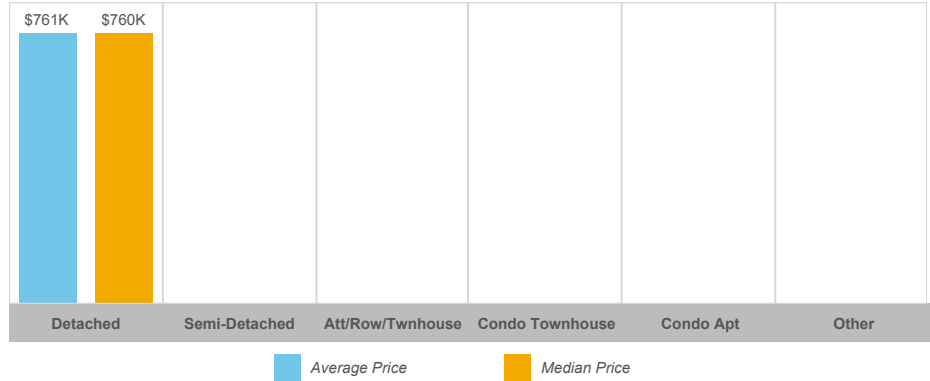 $761K $760K
Detached Semi-Detached Att/Row/Twnhouse Condo Townhouse Condo Apt Other
Average Price Median Price